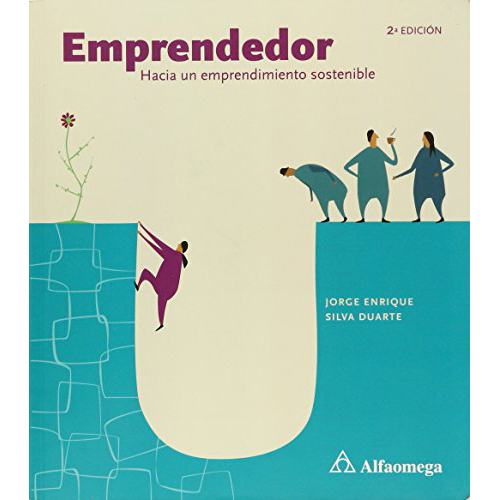 Emprendedor
2ª EDICIÓN
Hacia un emprendimiento sostenible
JORGE ENRIQUE
SILVA DUARTE
Alfaomega